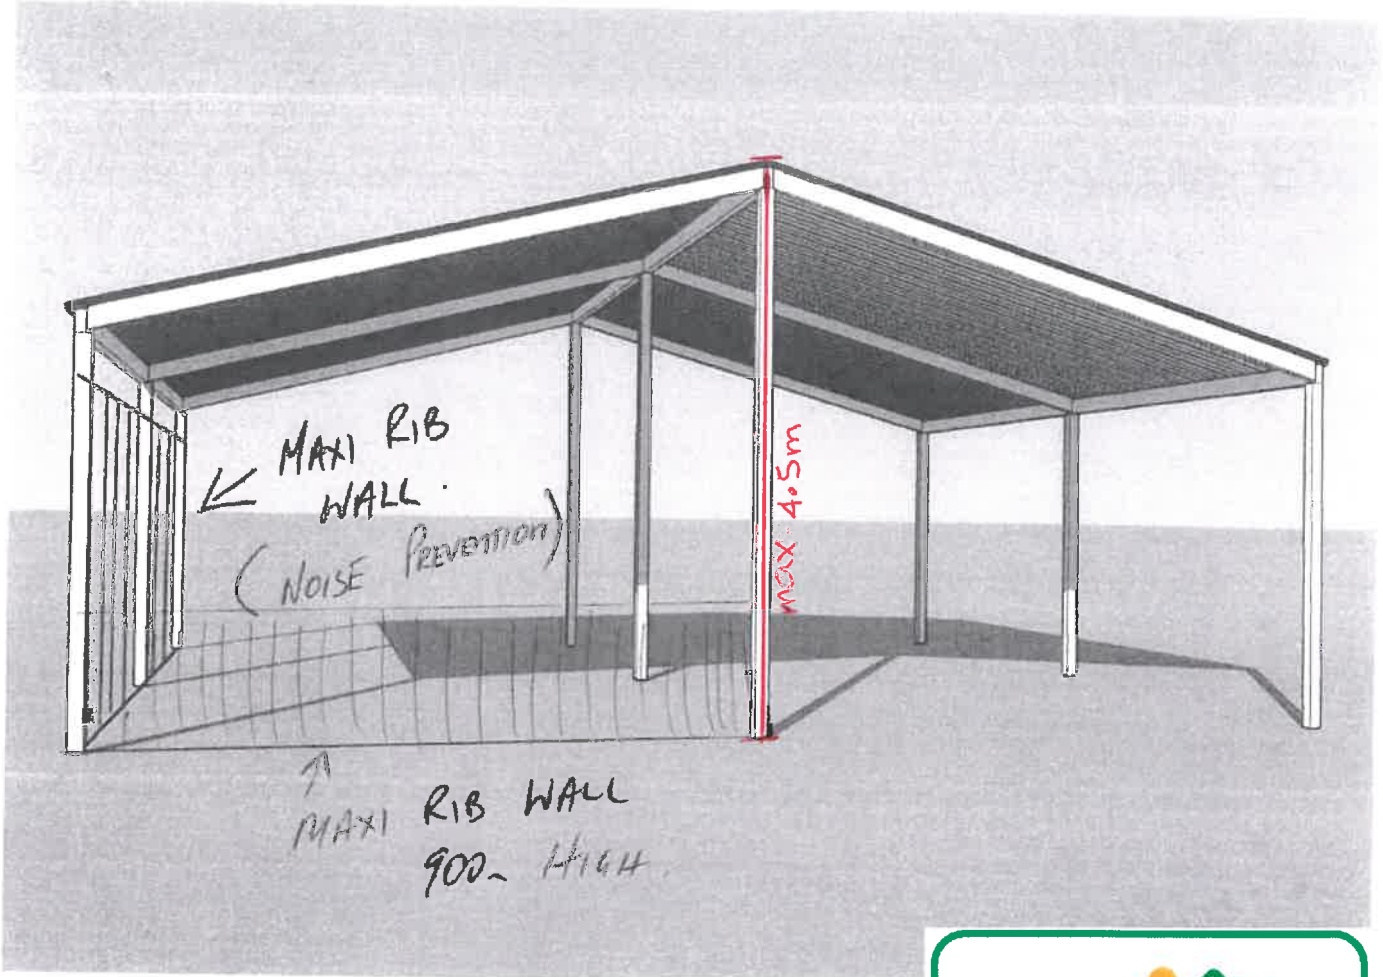 MAXI RIB
WALL.
(NOISE PREVENTION)
max 4.5m
MAXI RIB WALL
900~ HIGH.